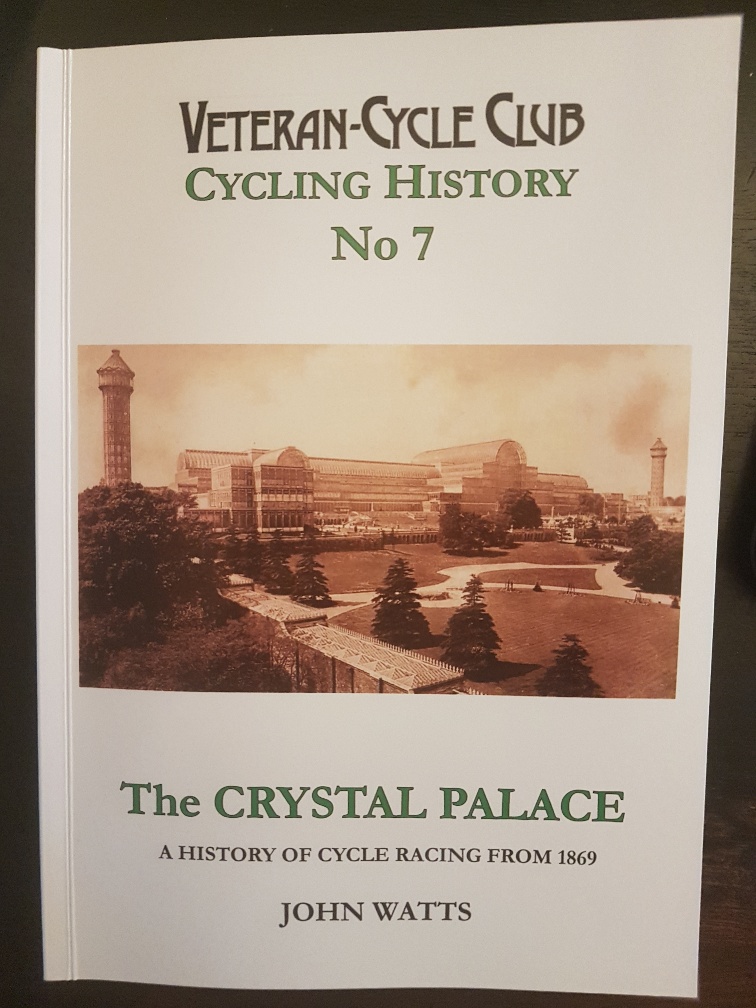 VETERAN-CYCLE CLUB
CYCLING HISTORY
No 7
The CRYSTAL PALACE
A HISTORY OF CYCLE RACING FROM 1869
JOHN WATTS